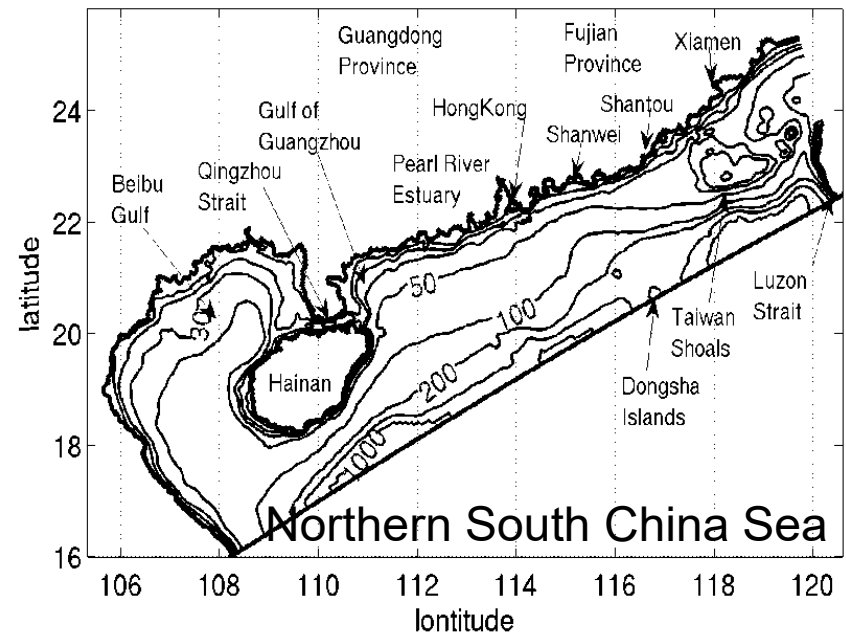 Guangdong
Province
Fujian
Province
Xiamen
Gulf of
Guangzhou
HongKong
Shantou
Shanwei
Qingzhou
Strait
Pearl River
Estuary
Beibu
Gulf
Luzon
Strait
Taiwan
Shoals
Dongsha
Islands
Hainan
30
50
100
200
1000
Northern South China Sea
24
22
20
18
16
latitude
106 108 110 112 114 116 118 120
lontitude